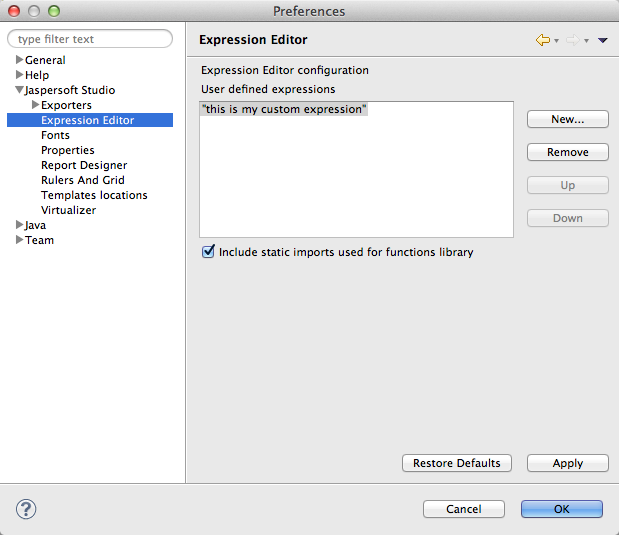 Preferences
type filter text
General
Help
Jaspersoft Studio
Exporters
Expression Editor
Fonts
Properties
Report Designer
Rulers And Grid
Templates locations
Virtualizer
Java
Team
Expression Editor
Expression Editor configuration
User defined expressions
"this is my custom expression"
New...
Remove
Up
Down
Include static imports used for functions library
Restore Defaults
Apply
?
Cancel
OK